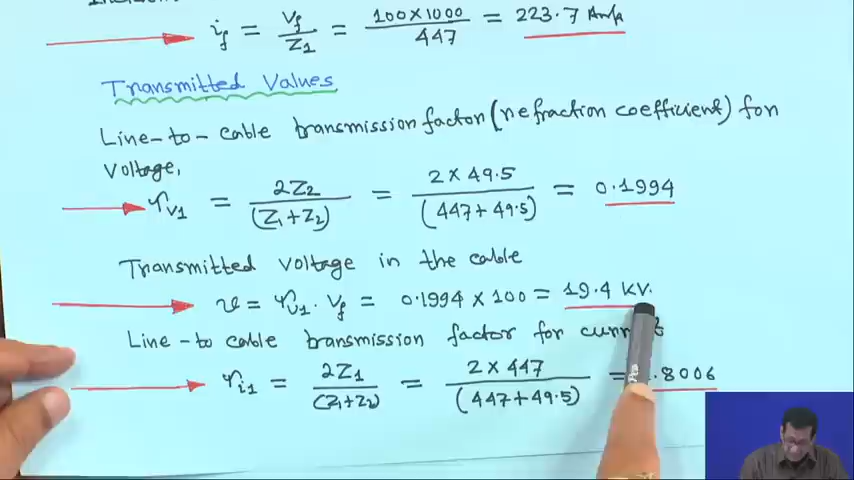 i_f = V_f / Z_1 = 100×1000 / 447 = 223.7 Amp
Transmitted Values
Line-to-cable transmission factor (refraction coefficient) for
voltage,
γ_V1 = 2Z_2 / (Z_1+Z_2) = 2×49.5 / (447+49.5) = 0.1994
Transmitted voltage in the cable
v = γ_V1 · V_f = 0.1994×100 = 19.4 kV.
Line-to cable transmission factor for current
γ_i1 = 2Z_1 / (Z_1+Z_2) = 2×447 / (447+49.5) = .8006